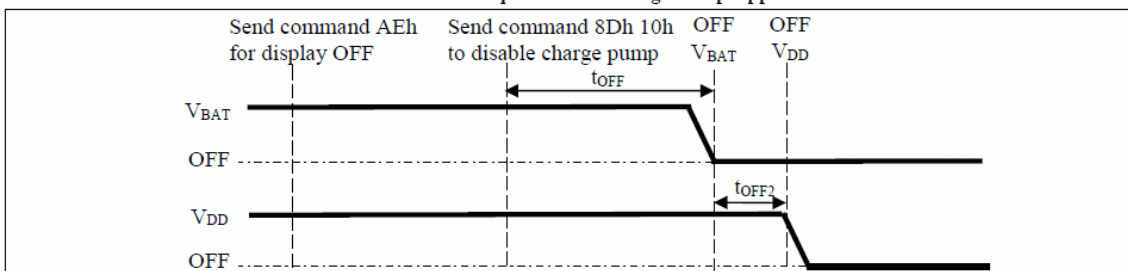 Send command AEh
for display OFF
Send command 8Dh 10h
to disable charge pump
OFF
VBAT
OFF
VDD
tOFF
VBAT
OFF
tOFF2
VDD
OFF